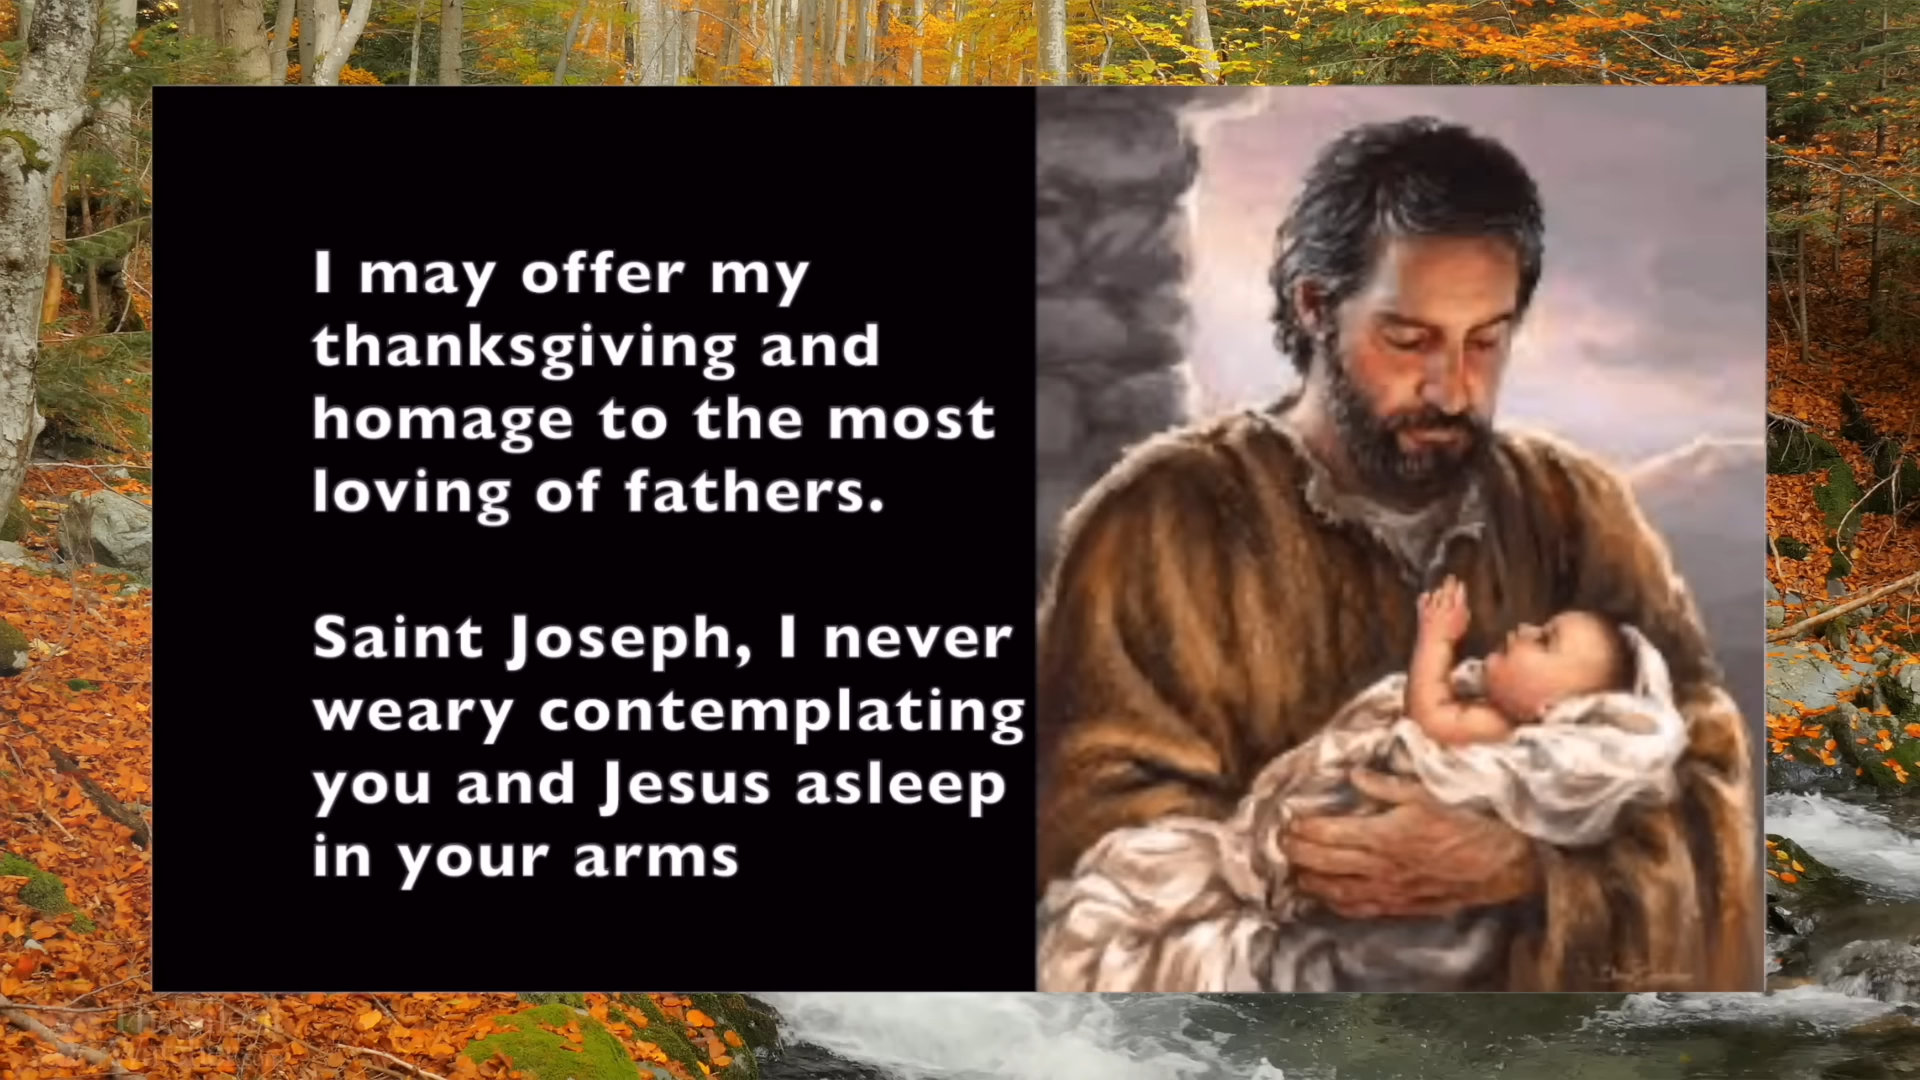 I may offer my
thanksgiving and
homage to the most
loving of fathers.
Saint Joseph, I never
weary contemplating
you and Jesus asleep
in your arms